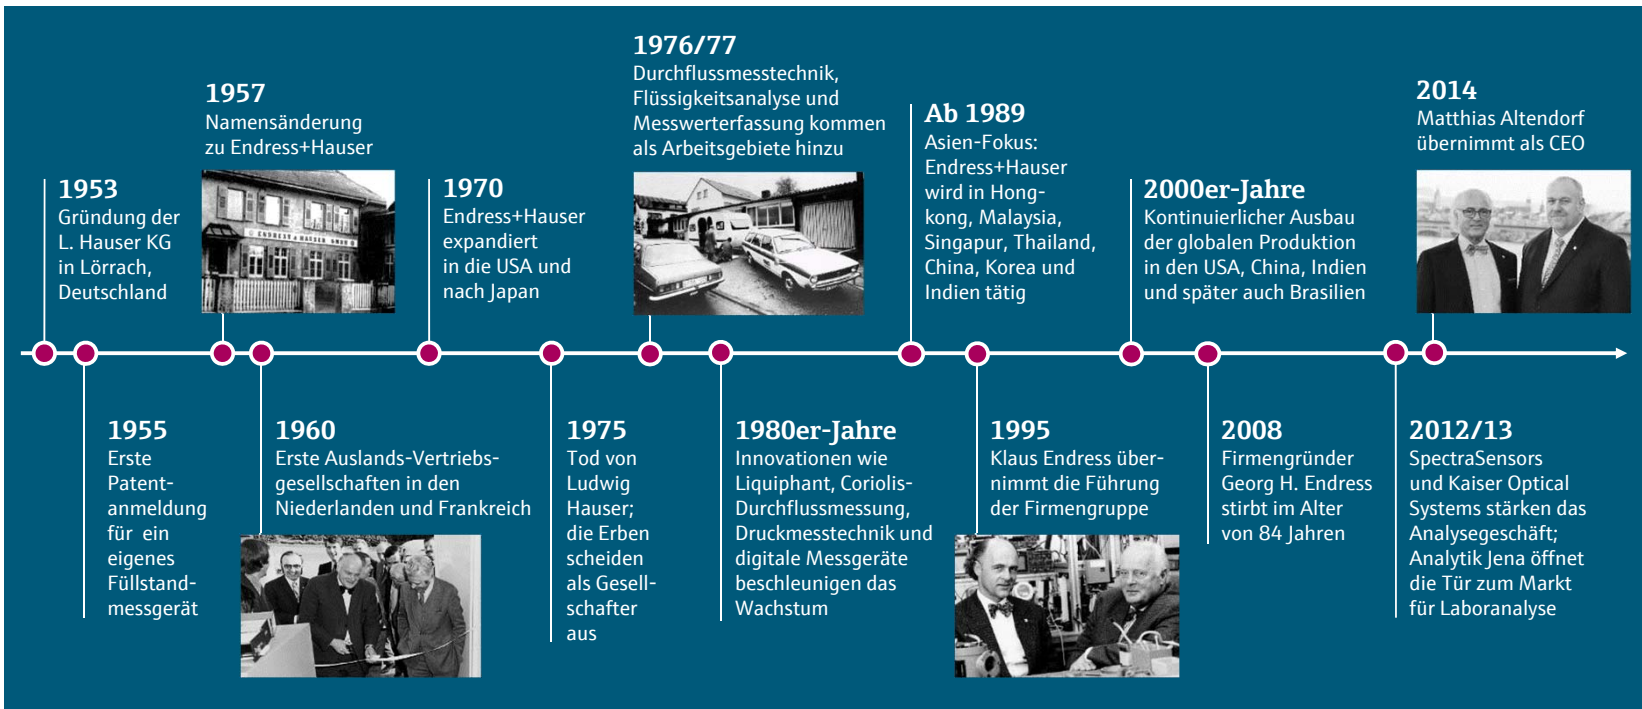 1953
Gründung der
L. Hauser KG
in Lörrach,
Deutschland
1955
Erste
Patent-
anmeldung
für ein
eigenes
Füllstand-
messgerät
1957
Namensänderung
zu Endress+Hauser
ENDRESS & HAUSER GMBH
1960
Erste Auslands-Vertriebs-
gesellschaften in den
Niederlanden und Frankreich
1970
Endress+Hauser
expandiert
in die USA und
nach Japan
1975
Tod von
Ludwig
Hauser;
die Erben
scheiden
als Gesell-
schafter
aus
1976/77
Durchflussmesstechnik,
Flüssigkeitsanalyse und
Messwerterfassung kommen
als Arbeitsgebiete hinzu
1980er-Jahre
Innovationen wie
Liquiphant, Coriolis-
Durchflussmessung,
Druckmesstechnik und
digitale Messgeräte
beschleunigen das
Wachstum
Ab 1989
Asien-Fokus:
Endress+Hauser
wird in Hong-
kong, Malaysia,
Singapur, Thailand,
China, Korea und
Indien tätig
1995
Klaus Endress über-
nimmt die Führung
der Firmengruppe
2000er-Jahre
Kontinuierlicher Ausbau
der globalen Produktion
in den USA, China, Indien
und später auch Brasilien
2008
Firmengründer
Georg H. Endress
stirbt im Alter
von 84 Jahren
2012/13
SpectraSensors
und Kaiser Optical
Systems stärken das
Analysegeschäft;
Analytik Jena öffnet
die Tür zum Markt
für Laboranalyse
2014
Matthias Altendorf
übernimmt als CEO